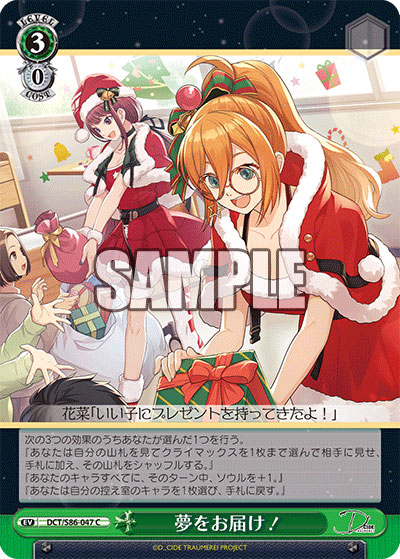 LEVEL
3
0
COST
SAMPLE
花菜「いい子にプレゼントを持ってきたよ！」
次の3つの効果のうちあなたが選んだ1つを行う。
『あなたは自分の山札を見てクライマックスを1枚まで選んで相手に見せ、
手札に加え、その山札をシャッフルする。』
『あなたのキャラすべてに、そのターン中、ソウルを＋1。』
『あなたは自分の控え室のキャラを1枚選び、手札に戻す。』
EV
DCT/S86-047 C
夢をお届け！
©D_CIDE TRAUMEREI PROJECT